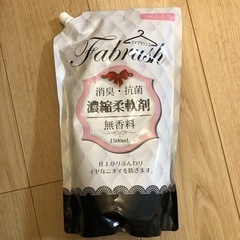 Fabrush
ファブラッシュ
消臭・抗菌
濃縮柔軟剤
無香料
1500mL
仕上がりふんわり
イヤなニオイを防ぎます。